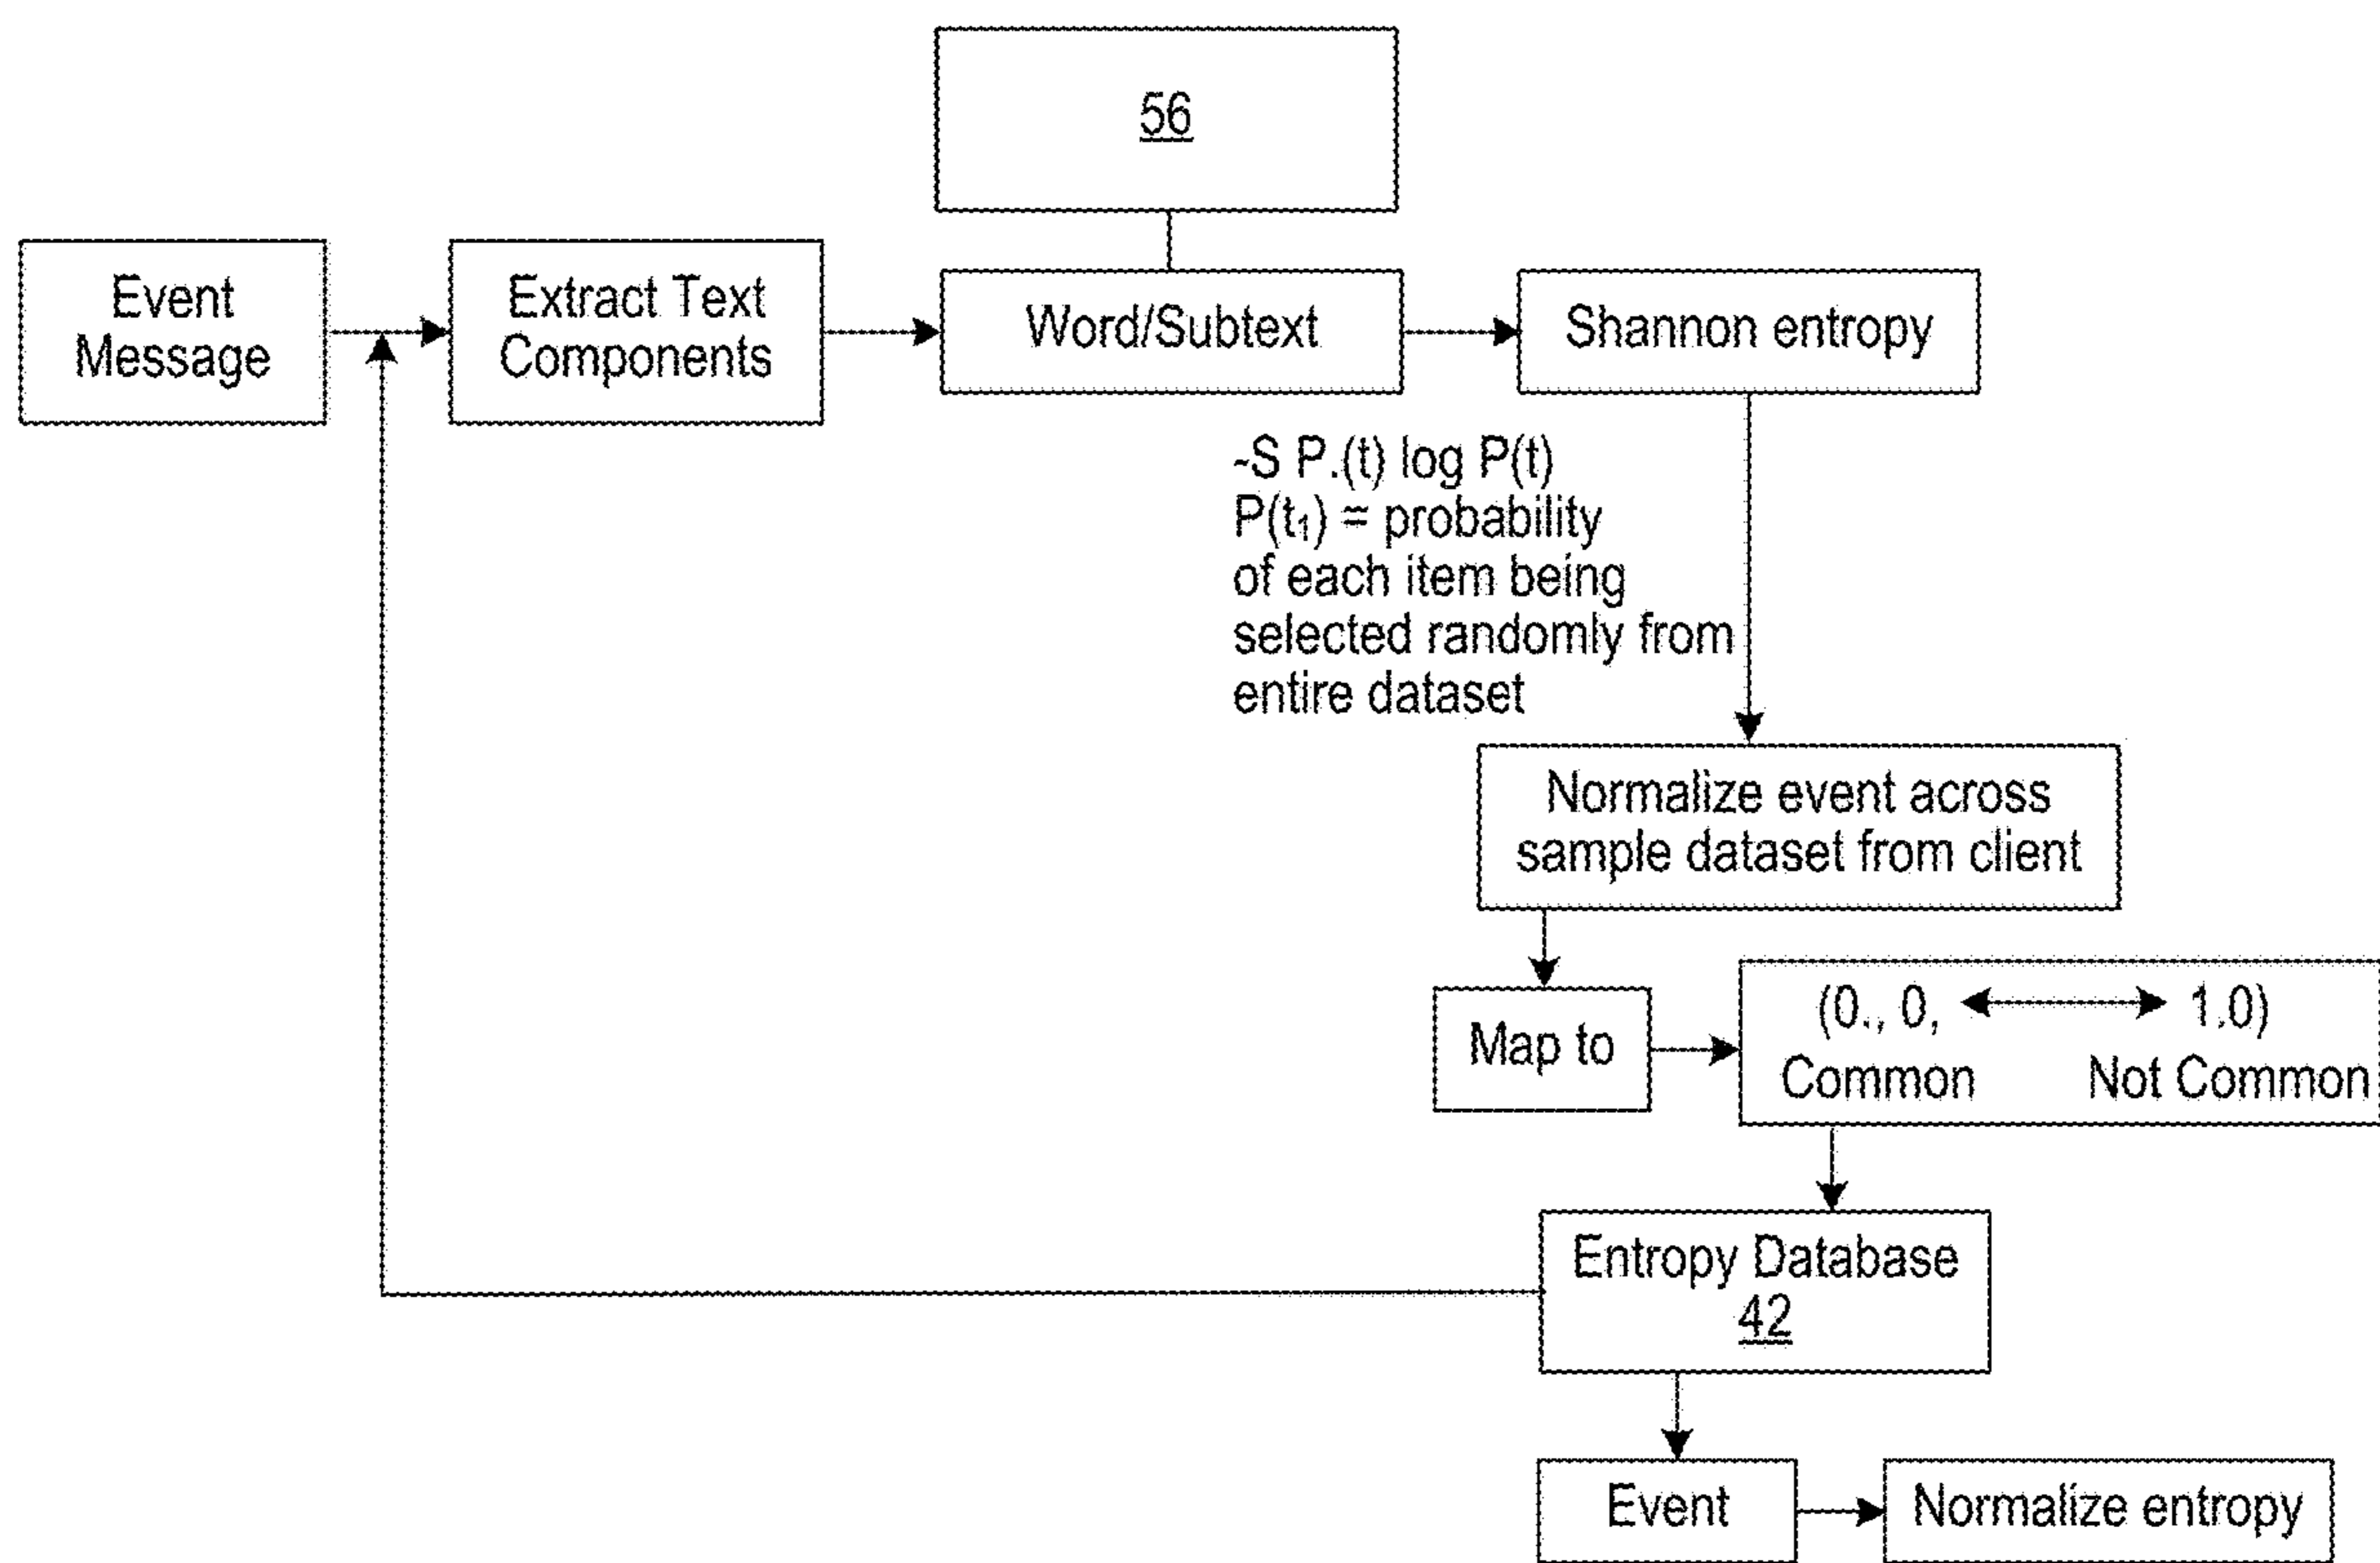 56
Event
Message
Extract Text
Components
Word/Subtext
Shannon entropy
-S P.(t) log P(t)
P(t₁) = probability
of each item being
selected randomly from
entire dataset
Normalize event across
sample dataset from client
Map to
(0., 0, 1.0)
Common Not Common
Entropy Database
42
Event
Normalize entropy